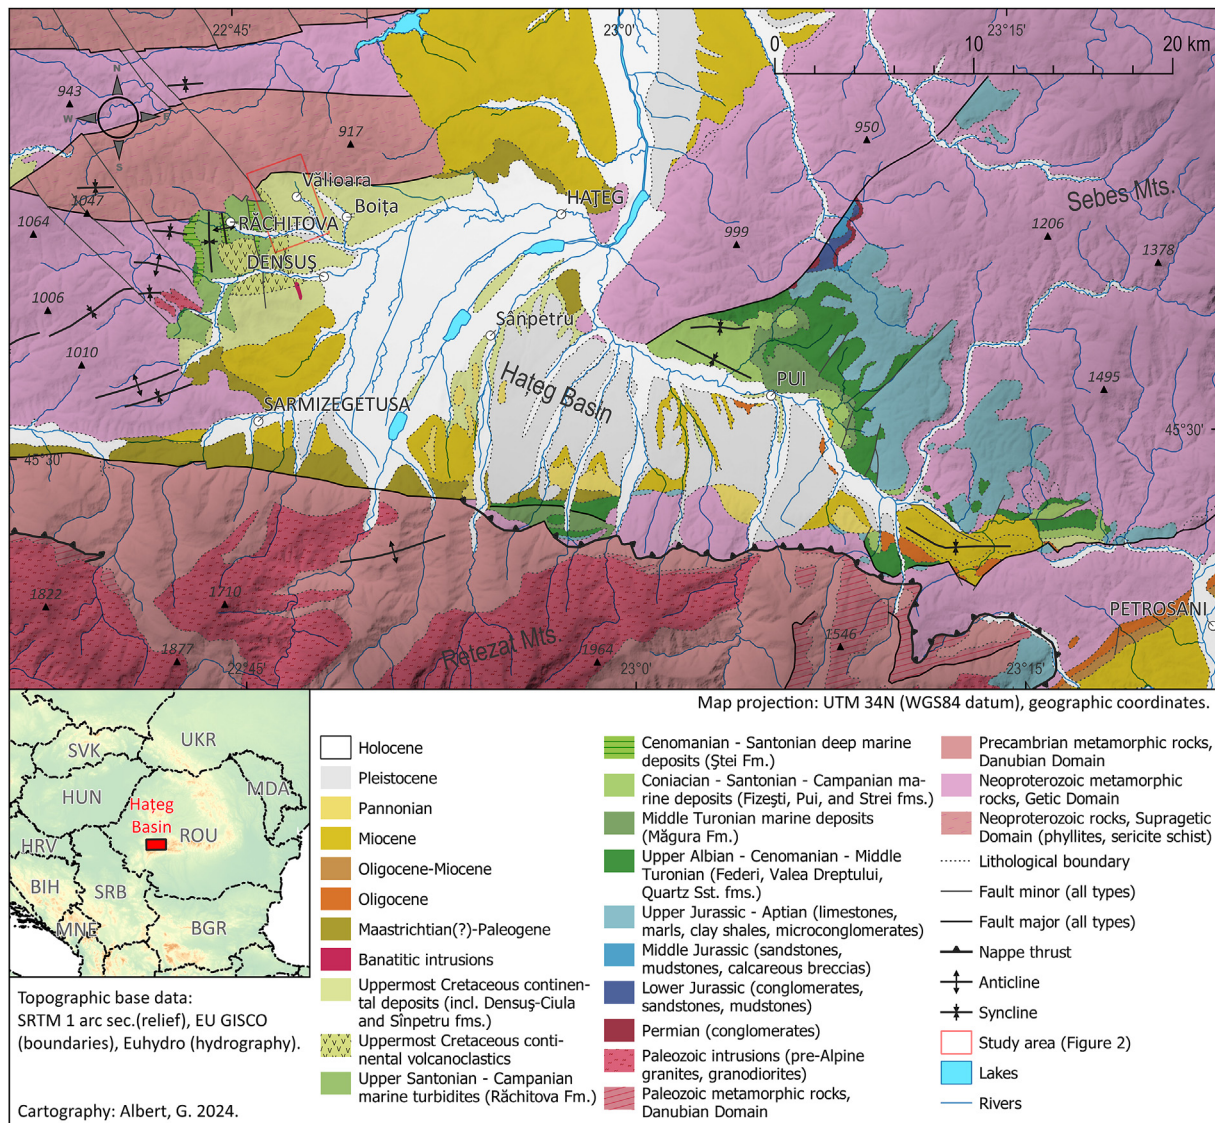 22°45'
23°0'
23°15'
0
10
20 km
943
N
W
E
S
917
950
Vălioara
Boița
HAȚEG
Sebes Mts.
1047
1064
RĂCHITOVA
999
1206
1378
DENSUȘ
1006
Sânpetru
1010
Hațeg Basin
PUI
1495
SARMIZEGETUSA
45°30'
45°30'
1822
1710
PETROȘANI
1546
Retezat Mts.
1877
1964
22°45'
23°0'
23°15'
Map projection: UTM 34N (WGS84 datum), geographic coordinates.
UKR
SVK
HUN
MDA
Hațeg
Basin
ROU
HRV
BIH
SRB
MNE
BGR
Topographic base data:
SRTM 1 arc sec.(relief), EU GISCO
(boundaries), Euhydro (hydrography).
Cartography: Albert, G. 2024.
Holocene
Pleistocene
Pannonian
Miocene
Oligocene-Miocene
Oligocene
Maastrichtian(?)-Paleogene
Banatitic intrusions
Uppermost Cretaceous continen-
tal deposits (incl. Densuş-Ciula
and Sînpetru fms.)
Uppermost Cretaceous conti-
nental volcanoclastics
Upper Santonian - Campanian
marine turbidites (Răchitova Fm.)
Cenomanian - Santonian deep marine
deposits (Ştei Fm.)
Coniacian - Santonian - Campanian ma-
rine deposits (Fizeşti, Pui, and Strei fms.)
Middle Turonian marine deposits
(Măgura Fm.)
Upper Albian - Cenomanian - Middle
Turonian (Federi, Valea Dreptului,
Quartz Sst. fms.)
Upper Jurassic - Aptian (limestones,
marls, clay shales, microconglomerates)
Middle Jurassic (sandstones,
mudstones, calcareous breccias)
Lower Jurassic (conglomerates,
sandstones, mudstones)
Permian (conglomerates)
Paleozoic intrusions (pre-Alpine
granites, granodiorites)
Paleozoic metamorphic rocks,
Danubian Domain
Precambrian metamorphic rocks,
Danubian Domain
Neoproterozoic metamorphic
rocks, Getic Domain
Neoproterozoic rocks, Supragetic
Domain (phyllites, sericite schist)
Lithological boundary
Fault minor (all types)
Fault major (all types)
Nappe thrust
Anticline
Syncline
Study area (Figure 2)
Lakes
Rivers